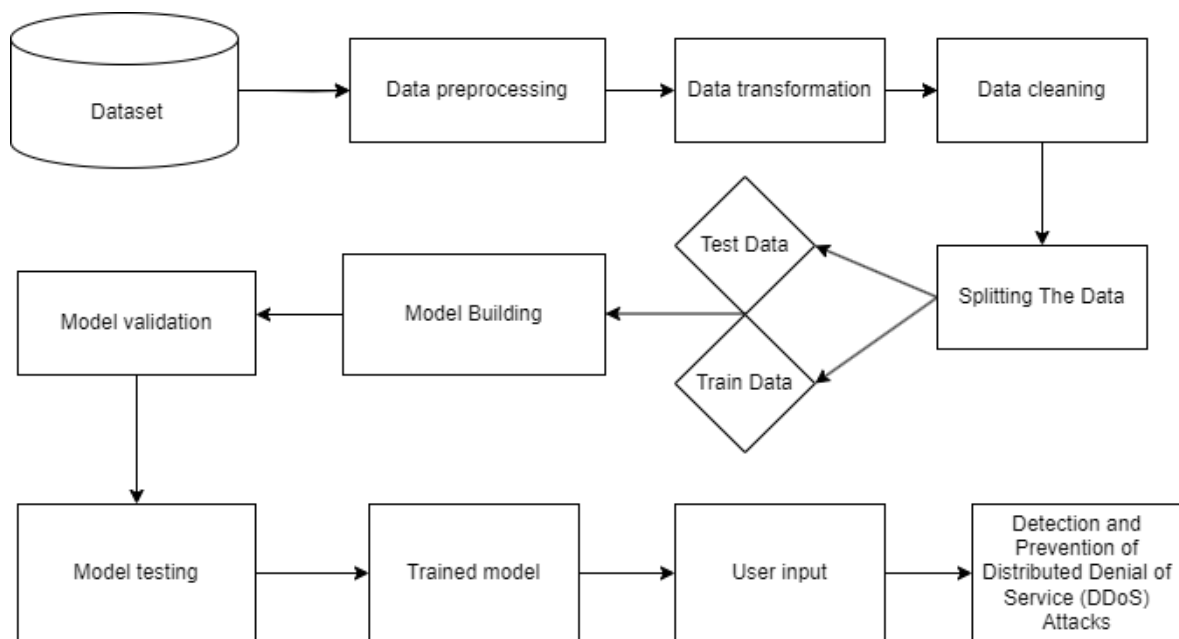 Dataset
Data preprocessing
Data transformation
Data cleaning
Test Data
Splitting The Data
Model validation
Model Building
Train Data
Model testing
Trained model
User input
Detection and
Prevention of
Distributed Denial of
Service (DDoS)
Attacks